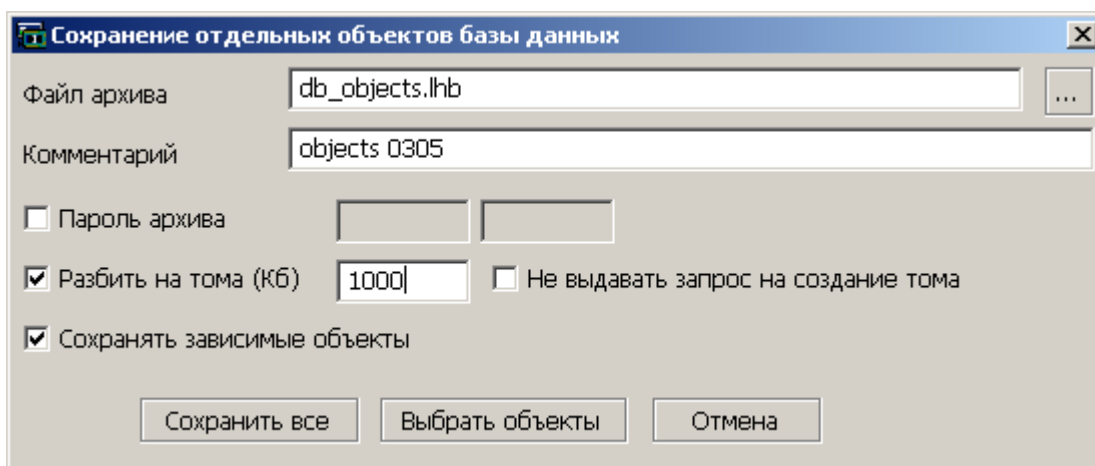 Сохранение отдельных объектов базы данных
Файл архива db_objects.lhb ...
Комментарий objects 0305
Пароль архива
Разбить на тома (Кб) 1000 Не выдавать запрос на создание тома
Сохранять зависимые объекты
Сохранить все Выбрать объекты Отмена